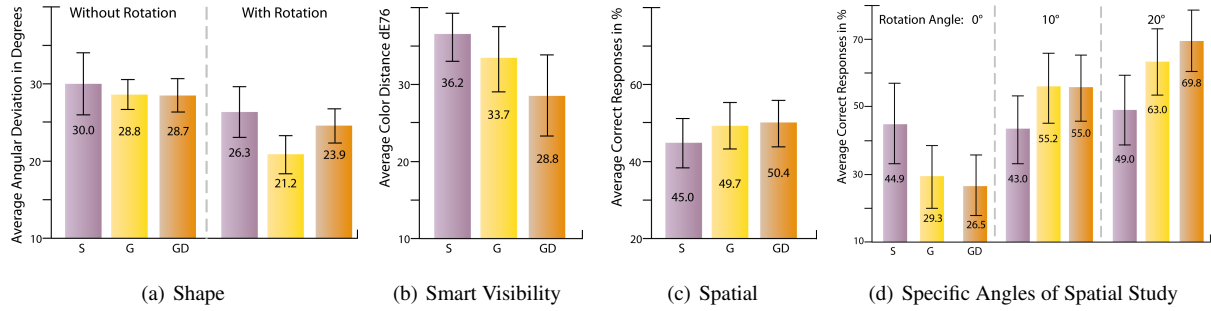 Average Angular Deviation in Degrees
Without Rotation
With Rotation
30
20
10
30.0
28.8
28.7
26.3
21.2
23.9
S
G
GD
(a) Shape
Average Color Distance dE76
30
10
36.2
33.7
28.8
S
G
GD
(b) Smart Visibility
Average Correct Responses in %
60
40
20
45.0
49.7
50.4
S
G
GD
(c) Spatial
Average Correct Responses in %
Rotation Angle: 0°
10°
20°
70
50
30
10
44.9
29.3
26.5
43.0
55.2
55.0
49.0
63.0
69.8
S
G
GD
(d) Specific Angles of Spatial Study